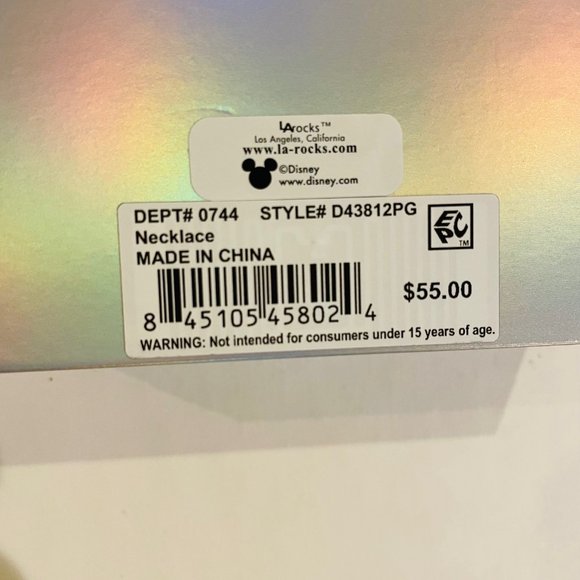 LArocks™
Los Angeles, California
www.la-rocks.com
©Disney
www.disney.com
DEPT# 0744 STYLE# D43812PG
EPC™
Necklace
MADE IN CHINA
$55.00
8 45105 45802 4
WARNING: Not intended for consumers under 15 years of age.